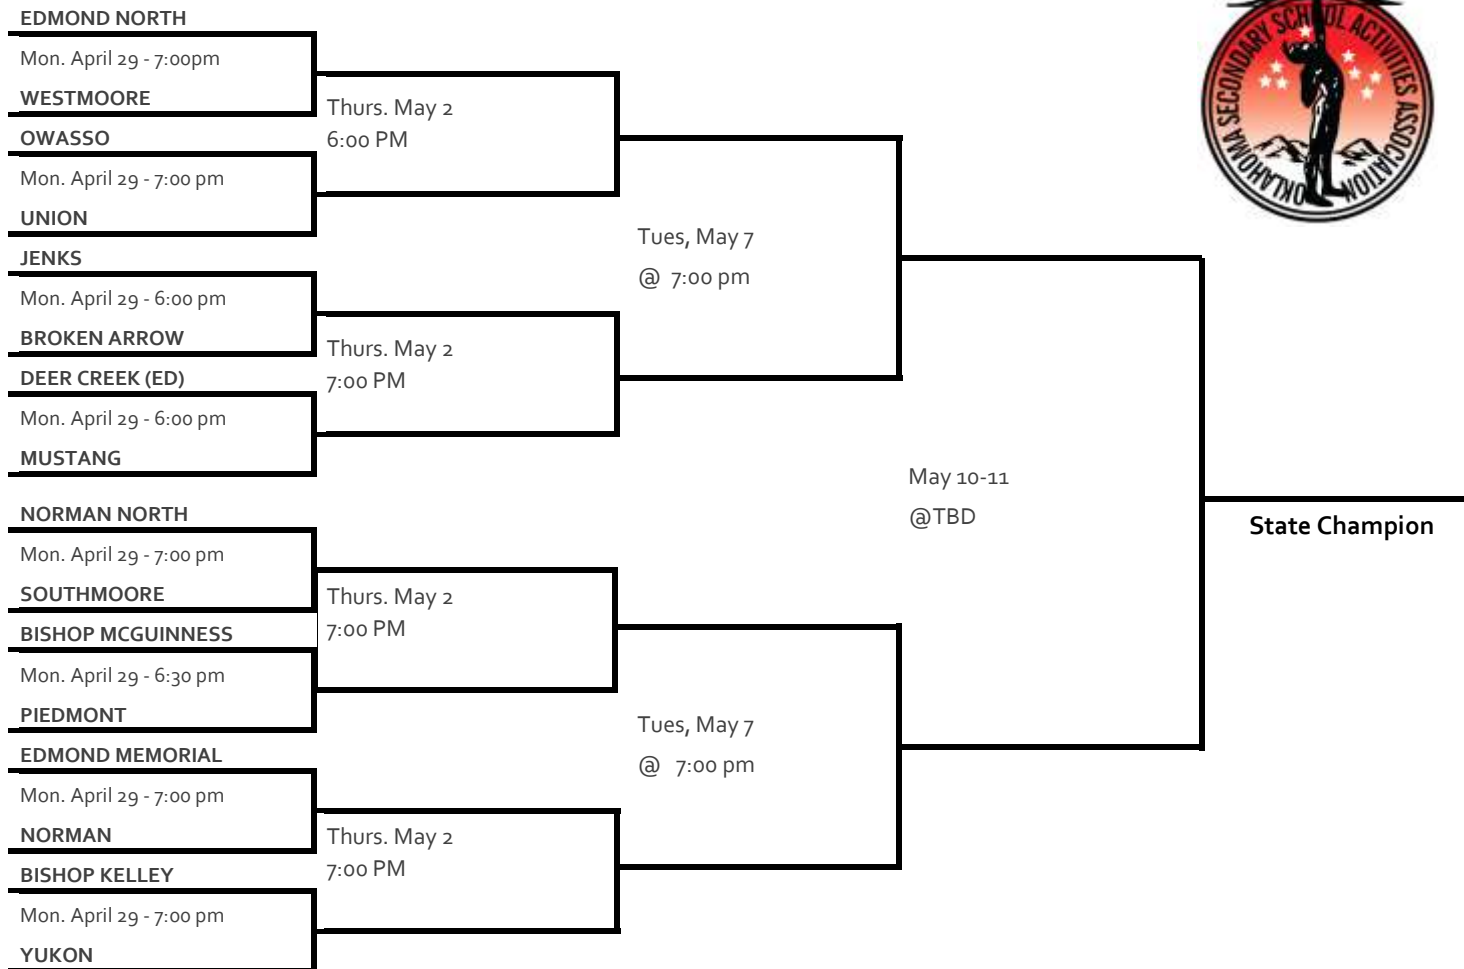 EDMOND NORTH
Mon. April 29 - 7:00pm
WESTMOORE
OWASSO
Mon. April 29 - 7:00 pm
UNION
JENKS
Mon. April 29 - 6:00 pm
BROKEN ARROW
DEER CREEK (ED)
Mon. April 29 - 6:00 pm
MUSTANG
NORMAN NORTH
Mon. April 29 - 7:00 pm
SOUTHMOORE
BISHOP MCGUINNESS
Mon. April 29 - 6:30 pm
PIEDMONT
EDMOND MEMORIAL
Mon. April 29 - 7:00 pm
NORMAN
BISHOP KELLEY
Mon. April 29 - 7:00 pm
YUKON
Thurs. May 2
6:00 PM
Thurs. May 2
7:00 PM
Thurs. May 2
7:00 PM
Thurs. May 2
7:00 PM
Tues, May 7
@ 7:00 pm
Tues, May 7
@ 7:00 pm
May 10-11
@TBD
State Champion
OKLAHOMA SECONDARY SCHOOL ACTIVITIES ASSOCIATION